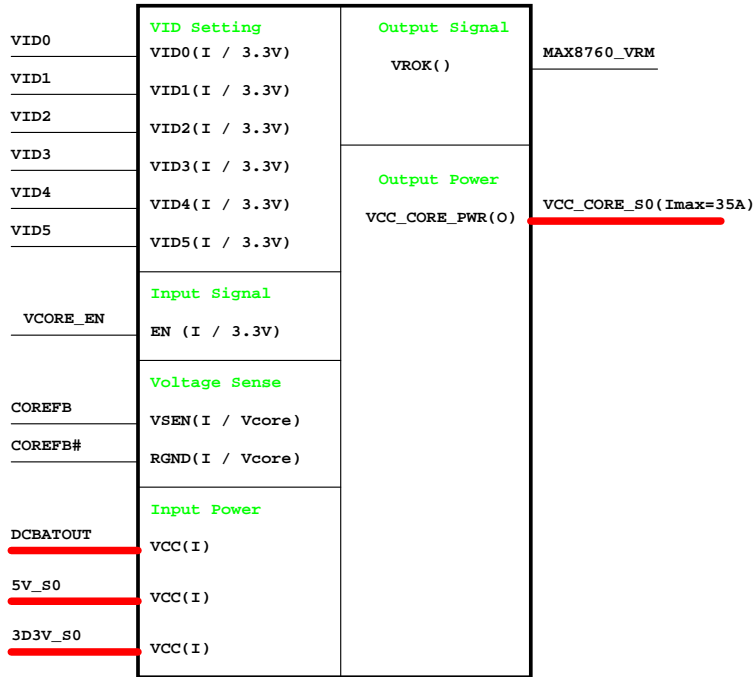 VID0
VID1
VID2
VID3
VID4
VID5
VCORE_EN
COREFB
COREFB#
DCBATOUT
5V_S0
3D3V_S0
VID Setting
VID0(I / 3.3V)
VID1(I / 3.3V)
VID2(I / 3.3V)
VID3(I / 3.3V)
VID4(I / 3.3V)
VID5(I / 3.3V)
Input Signal
EN (I / 3.3V)
Voltage Sense
VSEN(I / Vcore)
RGND(I / Vcore)
Input Power
VCC(I)
VCC(I)
VCC(I)
Output Signal
VROK()
Output Power
VCC_CORE_PWR(O)
MAX8760_VRM
VCC_CORE_S0(Imax=35A)